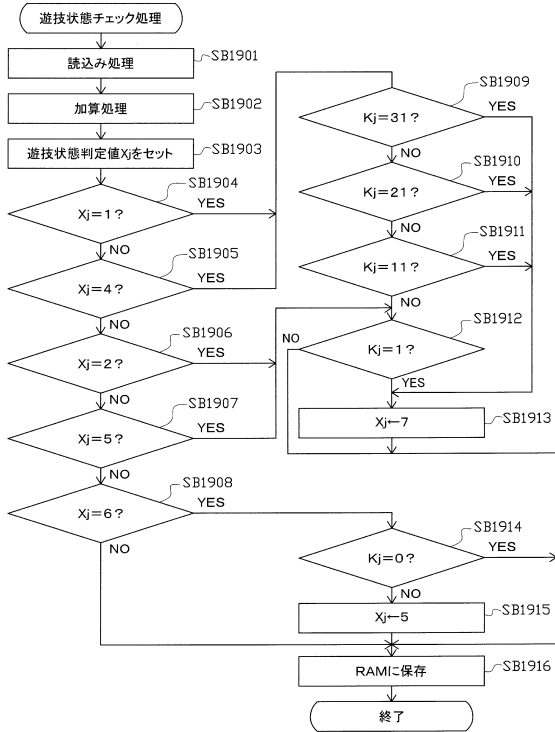 遊技状態チェック処理
読込み処理
SB1901
加算処理
SB1902
遊技状態判定値Xjをセット
SB1903
Xj=1?
SB1904
YES
NO
Xj=4?
SB1905
YES
NO
Xj=2?
SB1906
YES
NO
Xj=5?
SB1907
YES
NO
Xj=6?
SB1908
YES
NO
Kj=31?
SB1909
YES
NO
Kj=21?
SB1910
YES
NO
Kj=11?
SB1911
YES
NO
Kj=1?
SB1912
NO
YES
Xj←7
SB1913
Kj=0?
SB1914
YES
NO
Xj←5
SB1915
RAMに保存
SB1916
終了